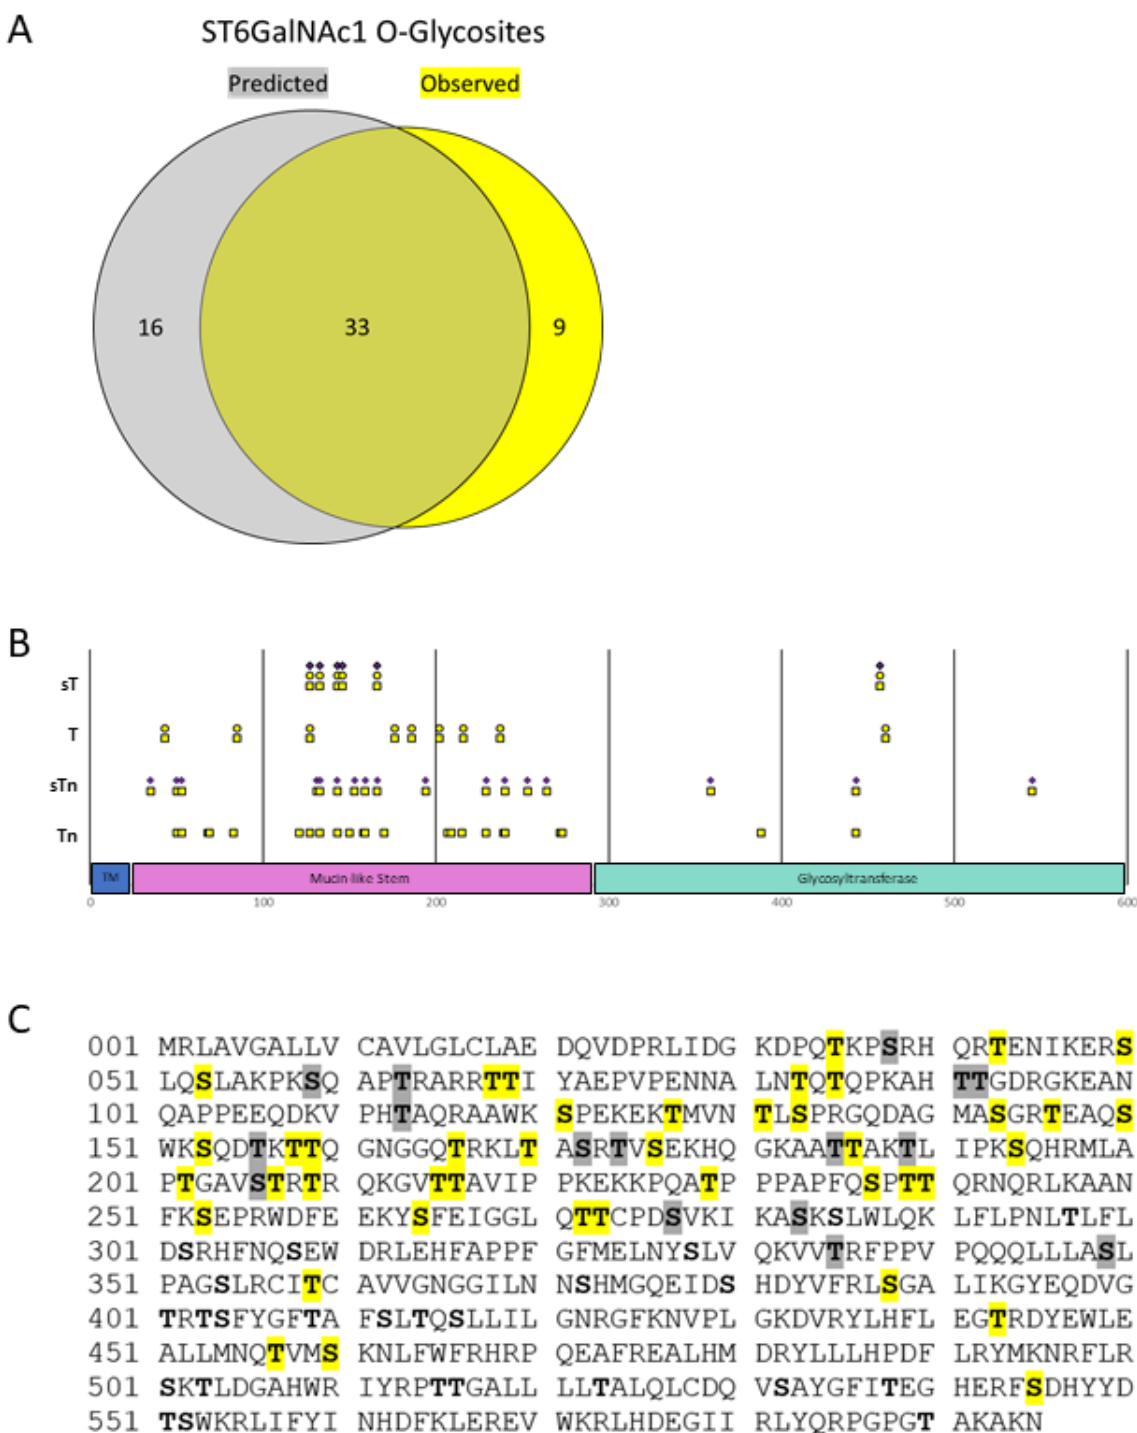 A
ST6GalNAc1 O-Glycosites
Predicted Observed
16 33 9
B
sT
T
sTn
Tn
TM Mucin-like Stem Glycosyltransferase
0 100 200 300 400 500 600
C
001 MRLAVGALLV CAVLGLCLAE DQVDPRLIDG KDPQTKPSRH QRTENIKERS
051 LQSLAKPKSQ APTRARRTTI YAEPVPENNA LNTQTQPKAH TTGDRGKEAN
101 QAPPEEQDKV PHTAQRAAWK SPEKEKTMVN TLSPRGQDAG MASGRTEAQS
151 WKSQDTKTTQ GNGGQTRKLT ASRTVSEKHQ GKAATTAKTL IPKSQHRMLA
201 PTGAVSTRTR QKGVTTAVIP PKEKKPQATP PPAPFQSPTT QRNQRLKAAN
251 FKSEPRWDFE EKYSFEIGGL QTTCPDSVKI KASKSLWLQK LFLPNLTLFL
301 DSRHFNQSEW DRLEHFAPPF GFMELNYSLV QKVVTRFPPV PQQQLLLASL
351 PAGSLRCITC AVVGNGGILN NSHMGQEIDS HDYVFRLSGA LIKGYEQDVG
401 TRTSFYGFTA FSLTQSLLIL GNRGFKNVPL GKDVRYLHFL EGTRDYEWLE
451 ALLMNQTVMS KNLFWFRHRP QEAFREALHM DRYLLLHPDF LRYMKNRFLR
501 SKTLDGAHWR IYRPTTGALL LLTALQLCDQ VSAYGFITEG HERFSDHYYD
551 TSWKRLIFYI NHDFKLEREV WKRLHDEGII RLYQRPGPGT AKAKN